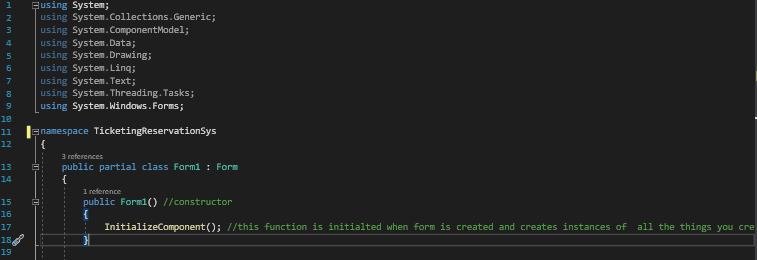 1 using System;
2 using System.Collections.Generic;
3 using System.ComponentModel;
4 using System.Data;
5 using System.Drawing;
6 using System.Linq;
7 using System.Text;
8 using System.Threading.Tasks;
9 using System.Windows.Forms;
10
11 namespace TicketingReservationSys
12 {
3 references
13 public partial class Form1 : Form
14 {
1 reference
15 public Form1() //constructor
16 {
17 InitializeComponent(); //this function is initialted when form is created and creates instances of all the things you cre
18 }
19